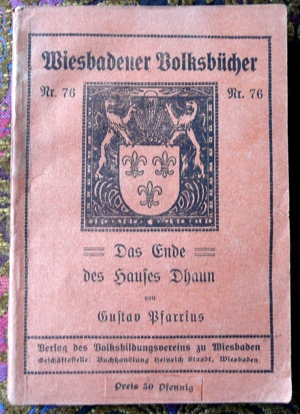 Wiesbadener Volksbücher
Nr. 76 Nr. 76
Das Ende
des Hauses Dhaun
von
Gustav Pfarrius
Verlag des Volksbildungsvereins zu Wiesbaden
Geschäftsstelle: Buchhandlung Heinrich Staadt, Wiesbaden.
Preis 50 Pfennig